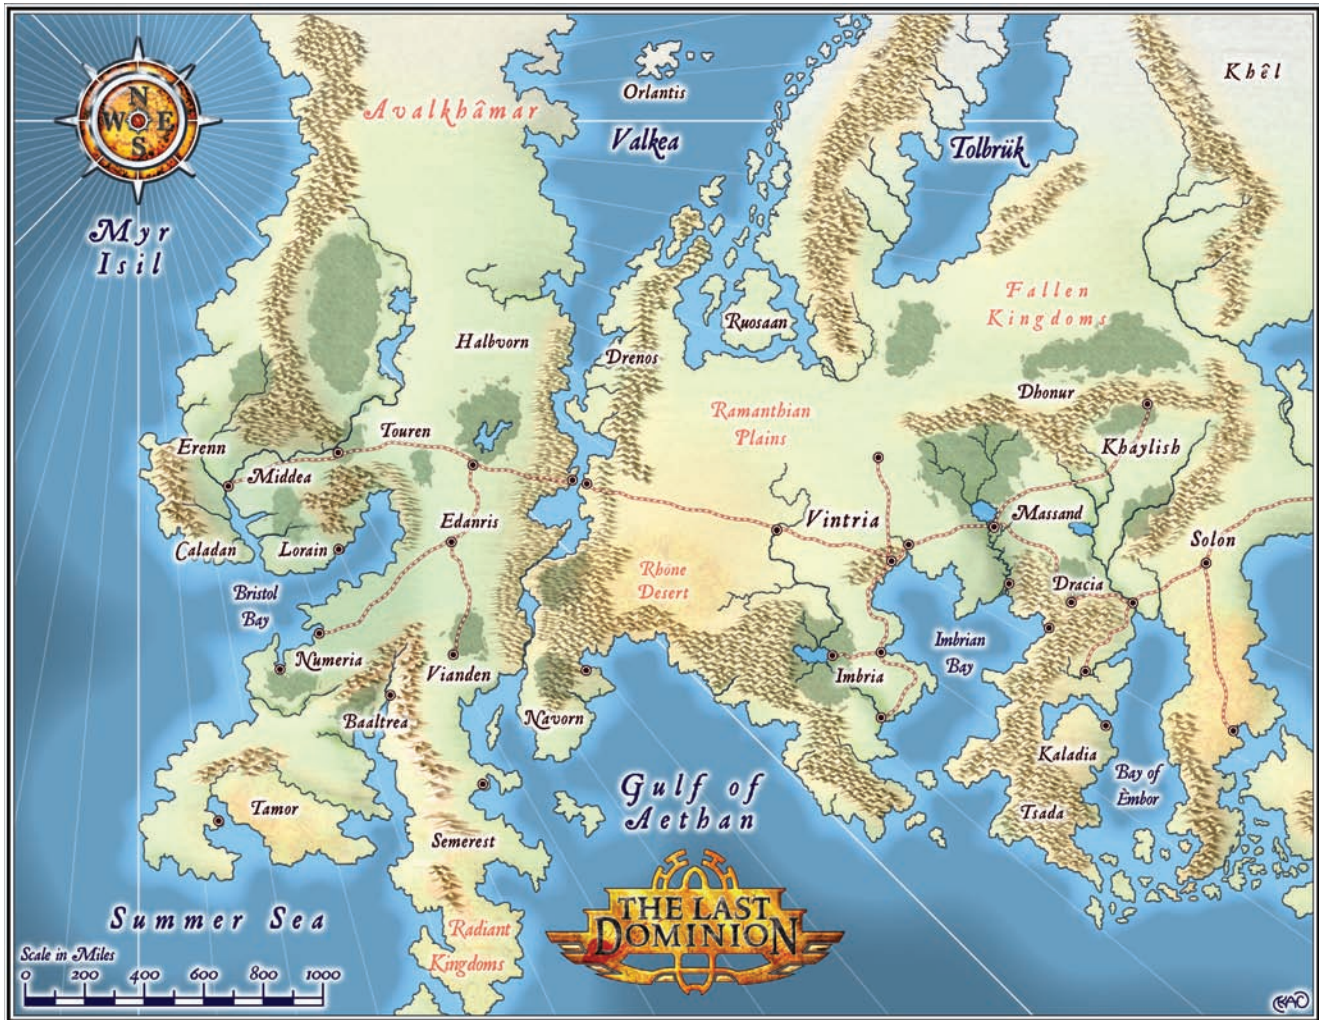 Khêl
Orlantis
Avalkhâmar
Valkea
Tolbrük
N
W E
S
Myr
Isil
Fallen
Kingdoms
Ruosaan
Halbvorn
Drenos
Dhonur
Ramanthian
Plains
Touren
Erenn
Khaylish
Middea
Massand
Vintria
Edanris
Solon
Caladan
Lorain
Rhône
Desert
Dracia
Bristol
Bay
Imbrian
Bay
Numeria
Vianden
Imbria
Baaltrea
Navorn
Kaladia
Bay of
Èmbor
Gulf of
Aethan
Tamor
Tsada
Semerest
THE LAST
DOMINION
Summer Sea
Radiant
Kingdoms
Scale in Miles
0 200 400 600 800 1000